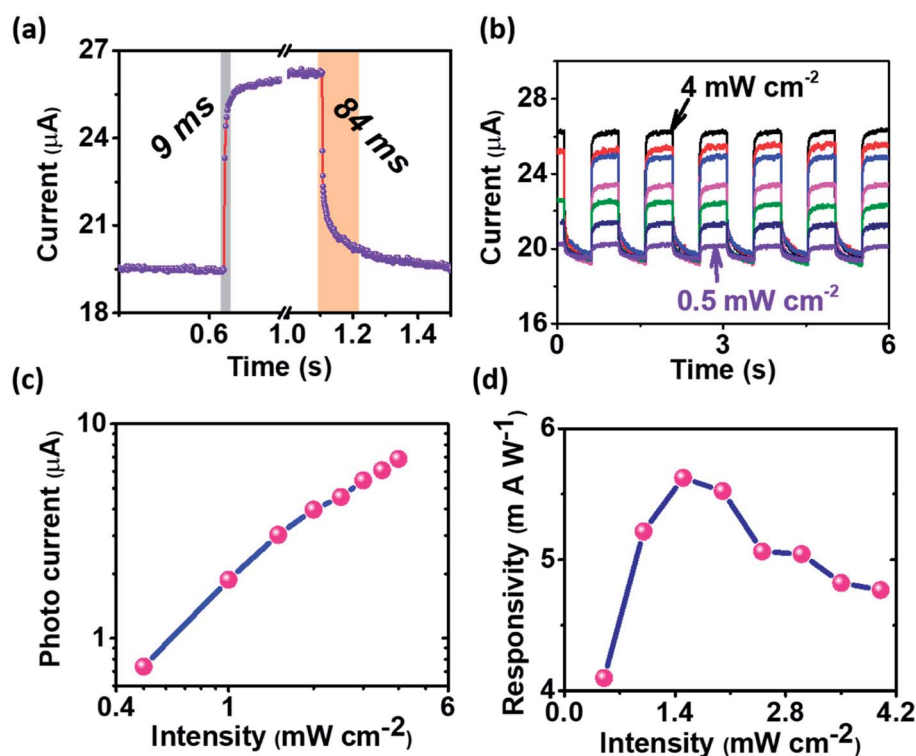 (a)
27
24
21
18
Current (μA)
9 ms
84 ms
0.6
1.0
1.2
1.4
Time (s)
(b)
28
24
20
16
Current (μA)
4 mW cm-2
0.5 mW cm-2
0
3
6
Time (s)
(c)
10
1
Photo current (μA)
0.4
1
6
Intensity (mW cm-2)
(d)
6
5
4
Responsivity (m A W-1)
0.0
1.4
2.8
4.2
Intensity (mW cm-2)